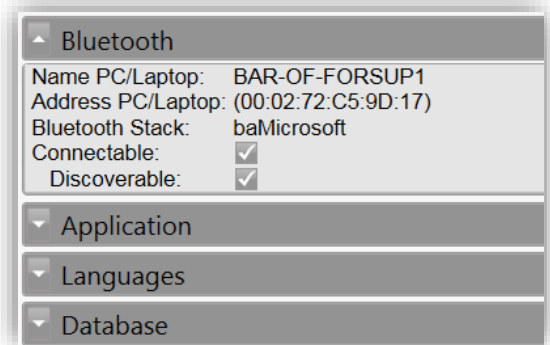 Bluetooth
Name PC/Laptop: BAR-OF-FORSUP1
Address PC/Laptop: (00:02:72:C5:9D:17)
Bluetooth Stack: baMicrosoft
Connectable:
Discoverable:
Application
Languages
Database